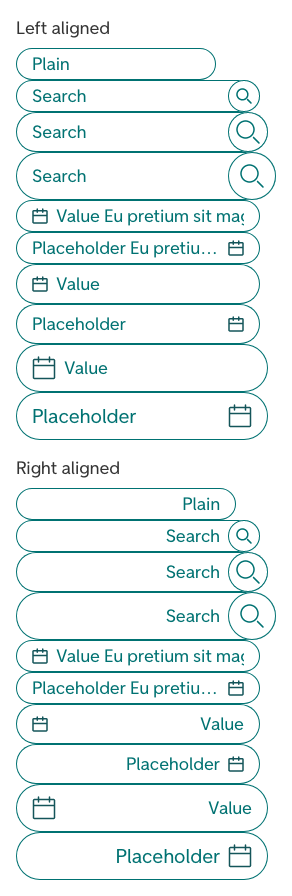 Left aligned
Plain
Search
Search
Search
Value Eu pretium sit mag
Placeholder Eu pretiu...
Value
Placeholder
Value
Placeholder
Right aligned
Plain
Search
Search
Search
Value Eu pretium sit mag
Placeholder Eu pretiu...
Value
Placeholder
Value
Placeholder